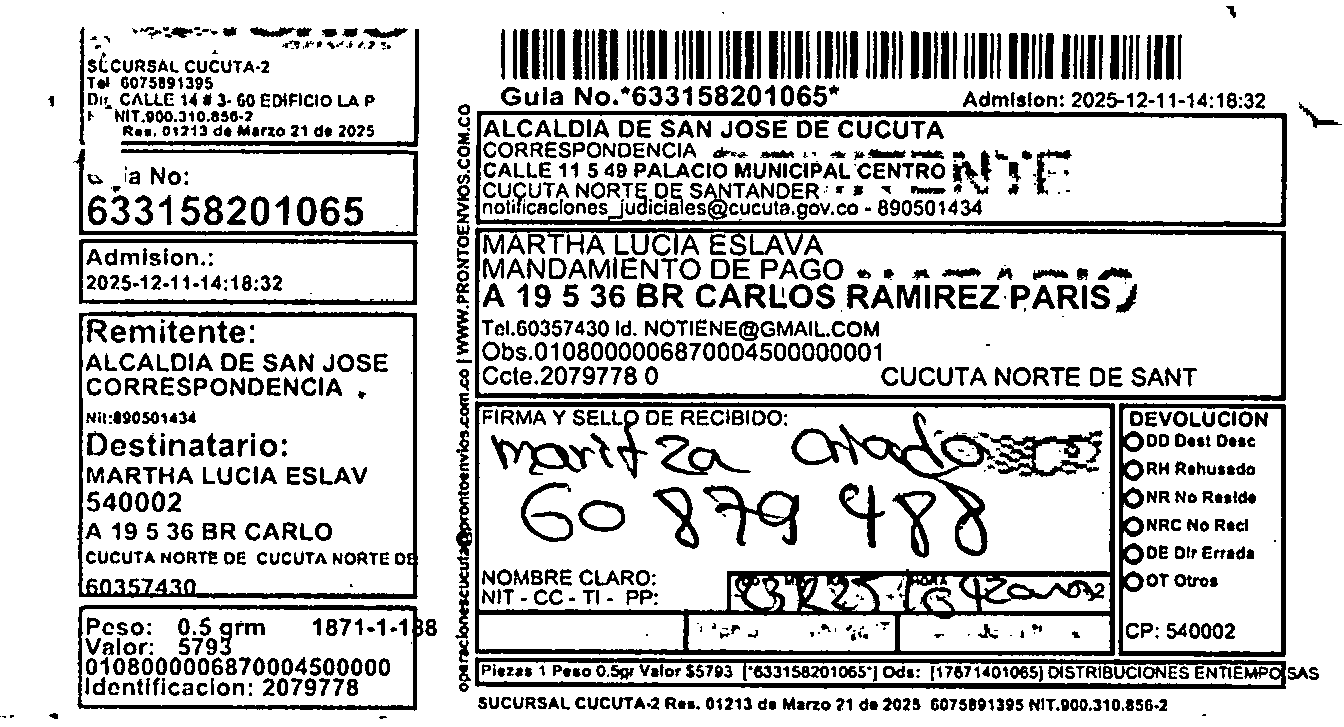 SUCURSAL CUCUTA-2
Tel 6075891395
Dir. CALLE 14 # 3- 60 EDIFICIO LA P
NIT.900.310.856-2
Res. 01213 de Marzo 21 de 2025
Guia No:
633158201065
Admision.:
2025-12-11-14:18:32
Remitente:
ALCALDIA DE SAN JOSE
CORRESPONDENCIA
Nit:890501434
Destinatario:
MARTHA LUCIA ESLAV
540002
A 19 5 36 BR CARLO
CUCUTA NORTE DE CUCUTA NORTE DE
60357430
Peso: 0.5 grm 1871-1-188
Valor: 5793
01080000068700045000000
Identificacion: 2079778
operacionescucuta@prontoenvios.com.co | WWW.PRONTOENVIOS.COM.CO
Guia No.*633158201065* Admision: 2025-12-11-14:18:32
ALCALDIA DE SAN JOSE DE CUCUTA
CORRESPONDENCIA
CALLE 11 5 49 PALACIO MUNICIPAL CENTRO
CUCUTA NORTE DE SANTANDER
notificaciones_judiciales@cucuta.gov.co - 890501434
MARTHA LUCIA ESLAVA
MANDAMIENTO DE PAGO
A 19 5 36 BR CARLOS RAMIREZ PARIS
Tel.60357430 Id. NOTIENE@GMAIL.COM
Obs.0108000006870004500000001
Ccte.2079778 0 CUCUTA NORTE DE SANT
FIRMA Y SELLO DE RECIBIDO:
maritza
60 879 488
NOMBRE CLARO:
NIT - CC - TI - PP:
DEVOLUCION
DD Dest Desc
RH Rehusado
NR No Reside
NRC No Recl
DE Dir Errada
OT Otros
CP: 540002
Piezas 1 Peso 0.5gr Valor $5793 [*633158201065*] Ods: [17671401065] DISTRIBUCIONES ENTIEMPO SAS
SUCURSAL CUCUTA-2 Res. 01213 de Marzo 21 de 2025 6075891395 NIT.900.310.856-2